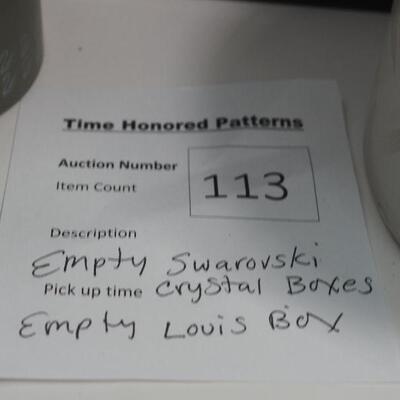 Time Honored Patterns
Auction Number
Item Count
113
Description
Empty Swarovski
Pick up time Crystal Boxes
Empty Louis Box